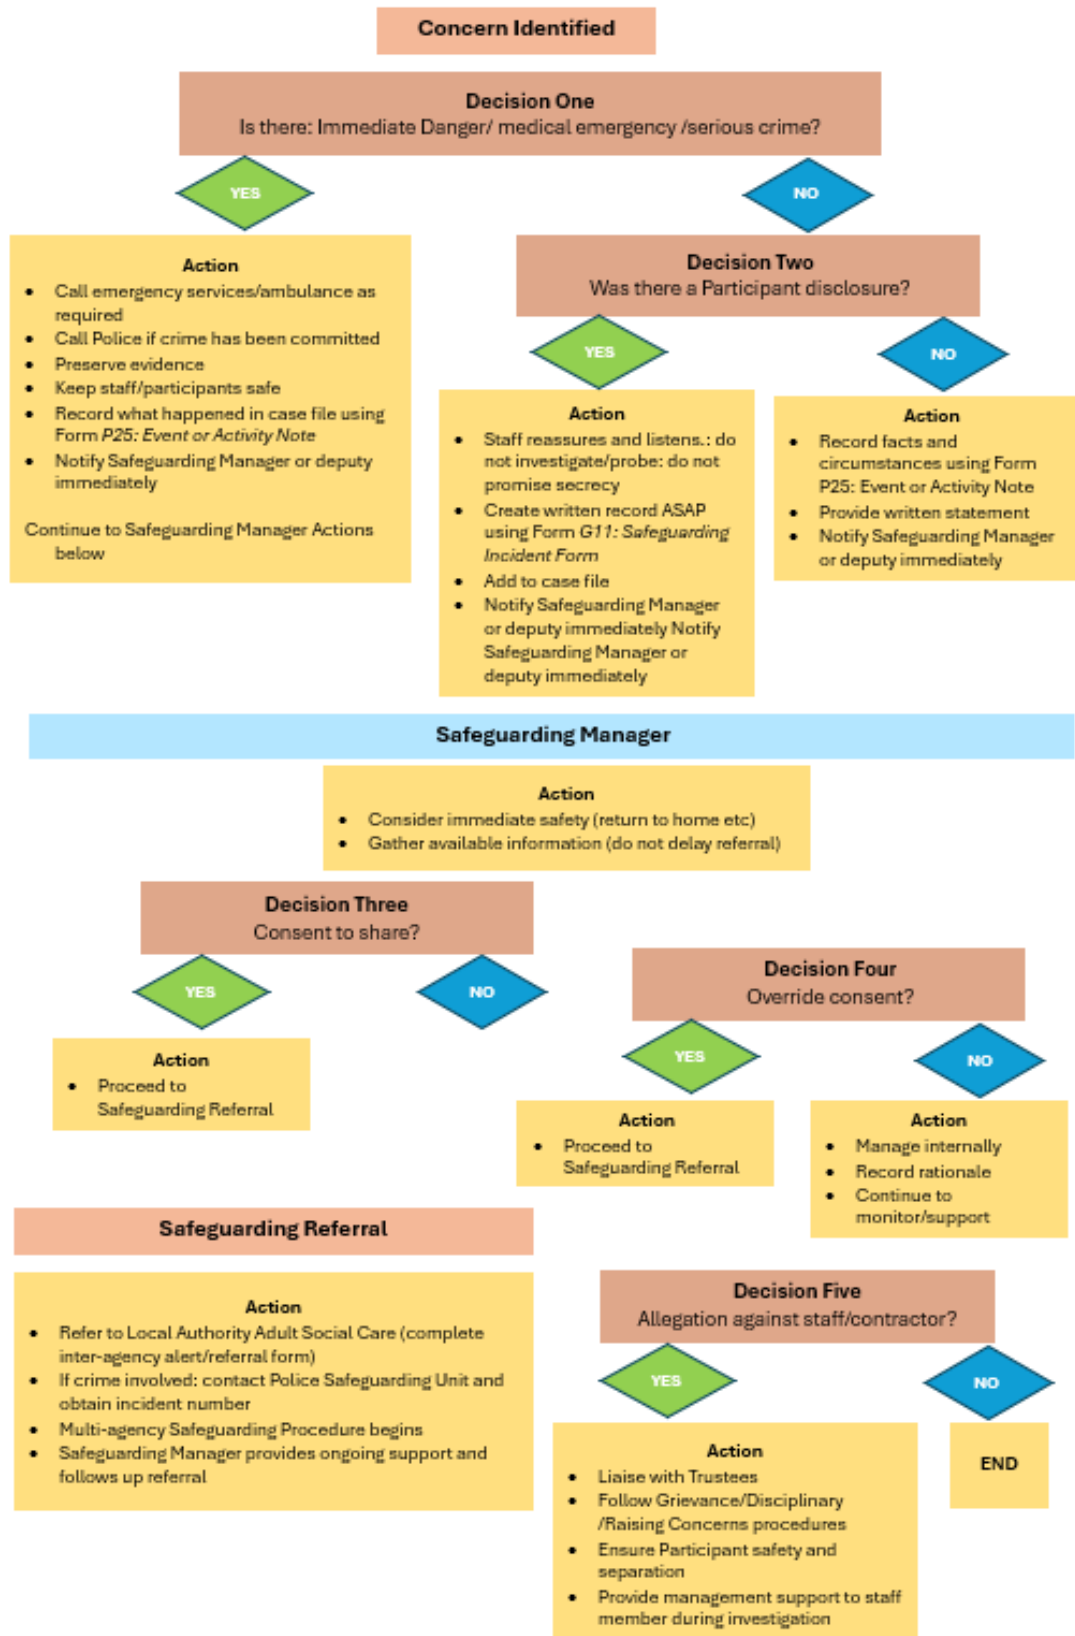 Concern Identified
Decision One
Is there: Immediate Danger/ medical emergency /serious crime?
YES
NO
Action
• Call emergency services/ambulance as
required
• Call Police if crime has been committed
• Preserve evidence
• Keep staff/participants safe
• Record what happened in case file using
Form P25: Event or Activity Note
• Notify Safeguarding Manager or deputy
immediately
Continue to Safeguarding Manager Actions
below
Decision Two
Was there a Participant disclosure?
YES
NO
Action
• Staff reassures and listens.: do
not investigate/probe: do not
promise secrecy
• Create written record ASAP
using Form G11: Safeguarding
Incident Form
• Add to case file
• Notify Safeguarding Manager
or deputy immediately Notify
Safeguarding Manager or
deputy immediately
Action
• Record facts and
circumstances using Form
P25: Event or Activity Note
• Provide written statement
• Notify Safeguarding Manager
or deputy immediately
Safeguarding Manager
Action
• Consider immediate safety (return to home etc)
• Gather available information (do not delay referral)
Decision Three
Consent to share?
YES
NO
Action
• Proceed to
Safeguarding Referral
Decision Four
Override consent?
YES
NO
Action
• Proceed to
Safeguarding Referral
Action
• Manage internally
• Record rationale
• Continue to
monitor/support
Safeguarding Referral
Action
• Refer to Local Authority Adult Social Care (complete
inter-agency alert/referral form)
• If crime involved: contact Police Safeguarding Unit and
obtain incident number
• Multi-agency Safeguarding Procedure begins
• Safeguarding Manager provides ongoing support and
follows up referral
Decision Five
Allegation against staff/contractor?
YES
NO
Action
• Liaise with Trustees
• Follow Grievance/Disciplinary
/Raising Concerns procedures
• Ensure Participant safety and
separation
• Provide management support to staff
member during investigation
END